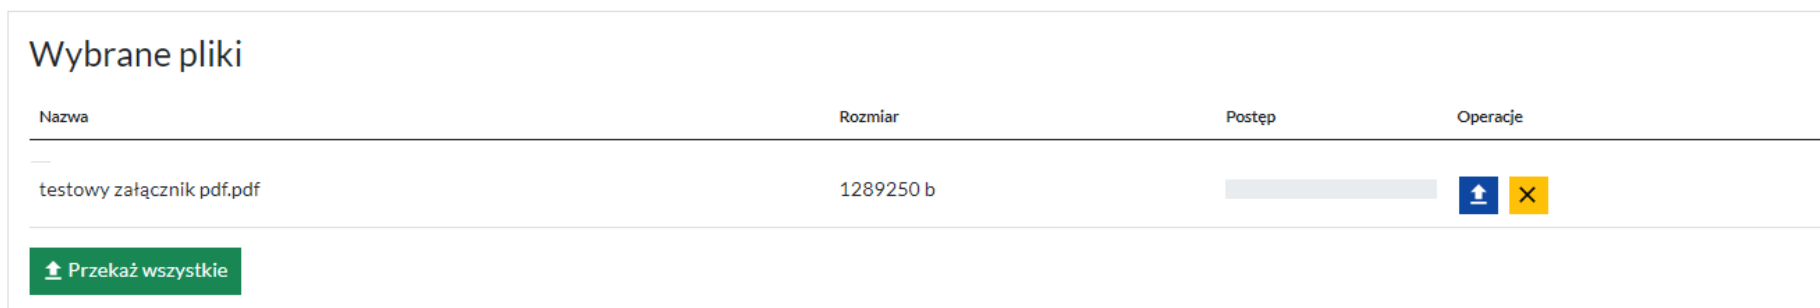 Wybrane pliki
Nazwa Rozmiar Postęp Operacje
testowy załącznik pdf.pdf 1289250 b
Przekaż wszystkie